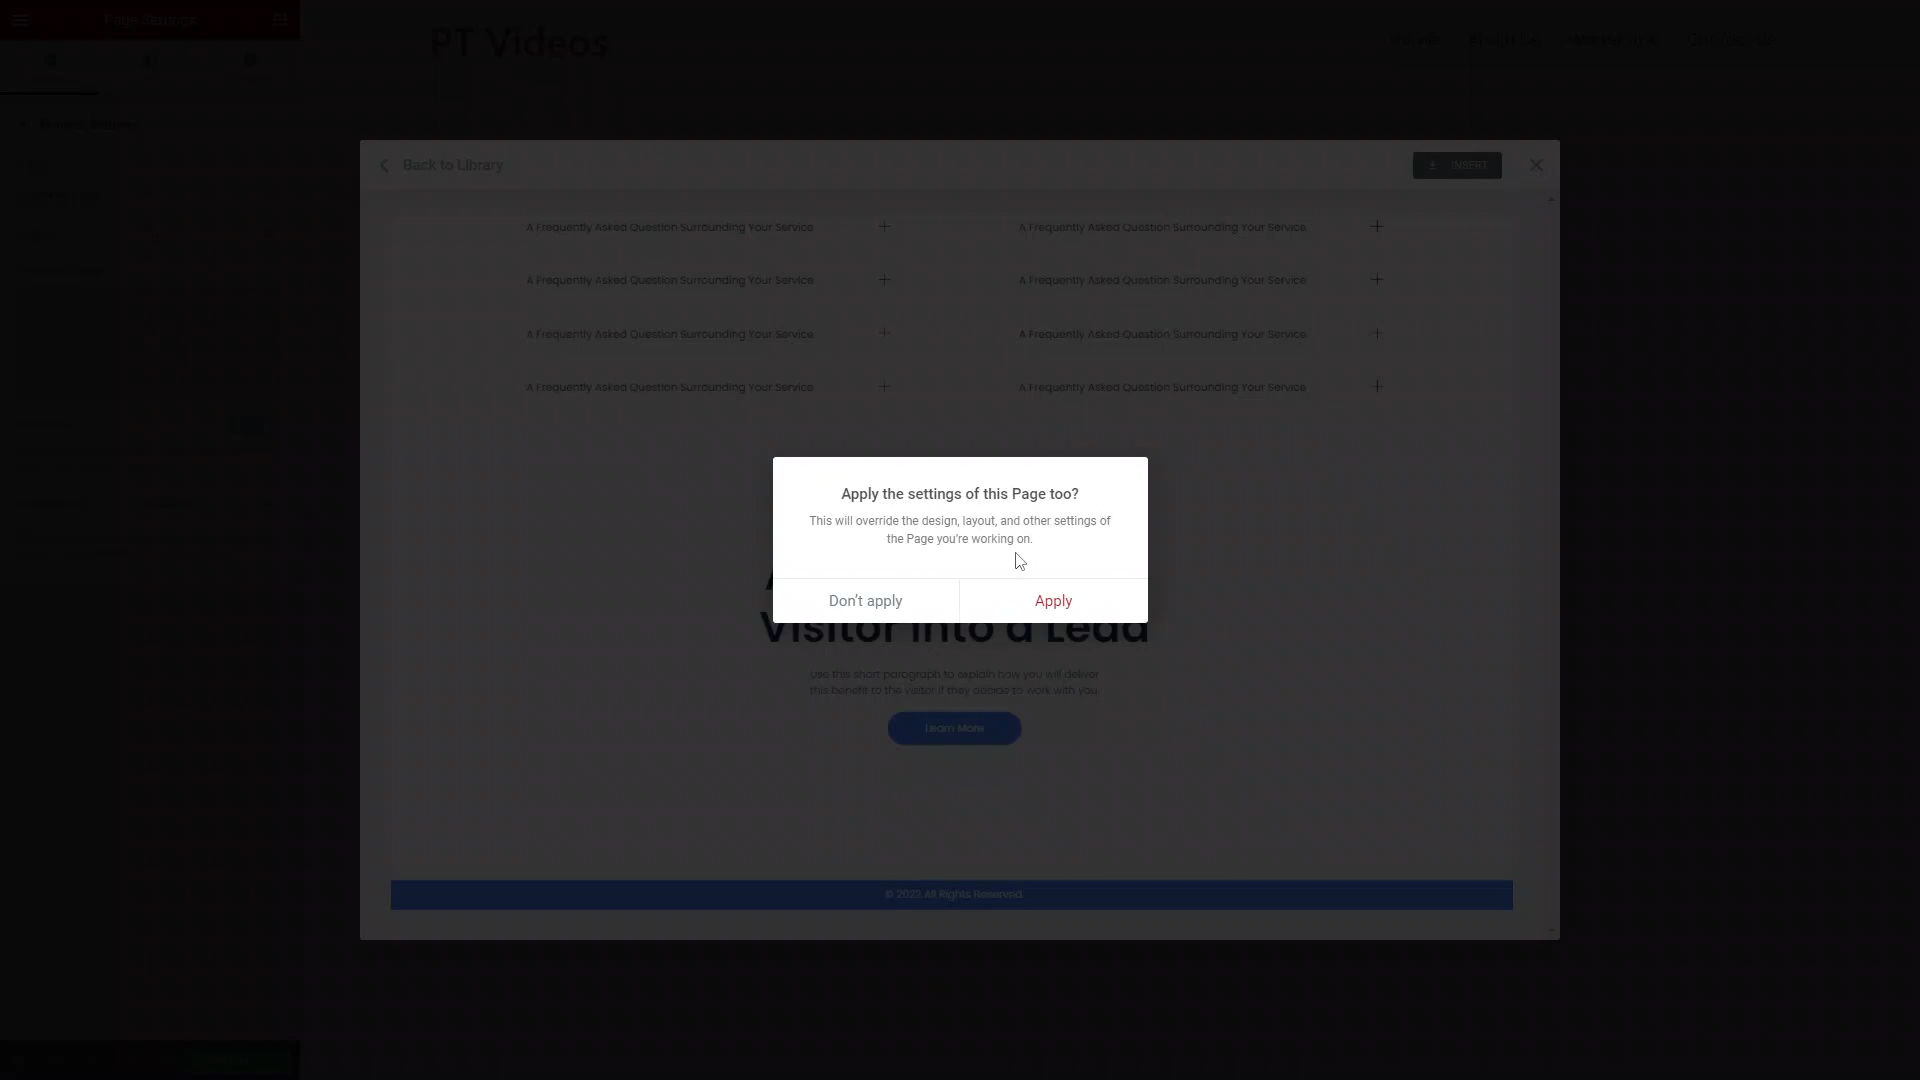 Page Settings
PT Videos
Back to Library
INSERT
A Frequently Asked Question Surrounding Your Service
A Frequently Asked Question Surrounding Your Service
A Frequently Asked Question Surrounding Your Service
A Frequently Asked Question Surrounding Your Service
A Frequently Asked Question Surrounding Your Service
A Frequently Asked Question Surrounding Your Service
A Frequently Asked Question Surrounding Your Service
A Frequently Asked Question Surrounding Your Service
Apply the settings of this Page too?
This will override the design, layout, and other settings of
the Page you're working on.
Don't apply
Apply
Visitor into a Lead
Use this short paragraph to explain how you will deliver
this benefit to the visitor if they decide to work with you.
Learn More
© 2022 All Rights Reserved.